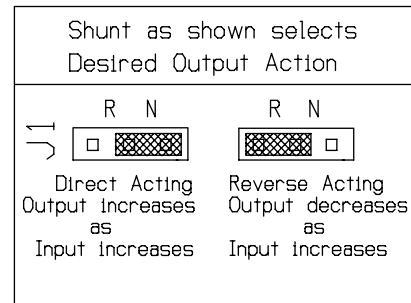 Shunt as shown selects
Desired Output Action
R N
J1
Direct Acting
Output increases
as
Input increases
R N
Reverse Acting
Output decreases
as
Input increases